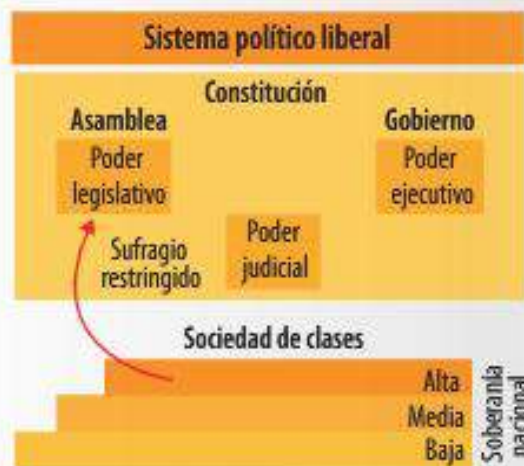 Sistema político liberal
Constitución
Asamblea
Poder
legislativo
Gobierno
Poder
ejecutivo
Sufragio
restringido
Poder
judicial
Sociedad de clases
Alta
Media
Baja
Soberanía
nacional